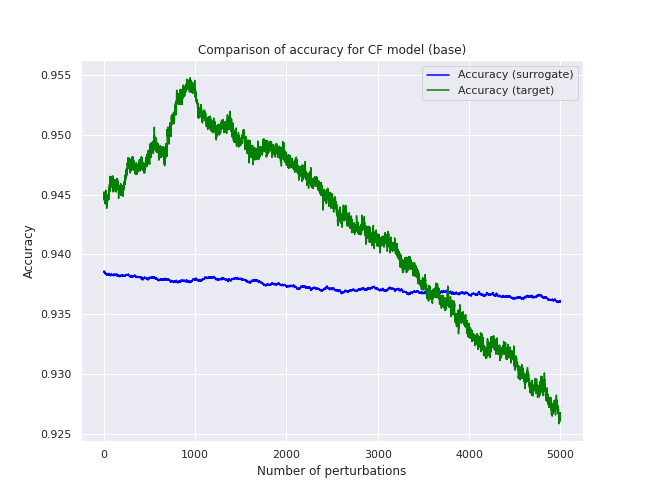 Comparison of accuracy for CF model (base)
Accuracy (surrogate)
Accuracy (target)
0.955
0.950
0.945
0.940
0.935
0.930
0.925
Accuracy
0 1000 2000 3000 4000 5000
Number of perturbations